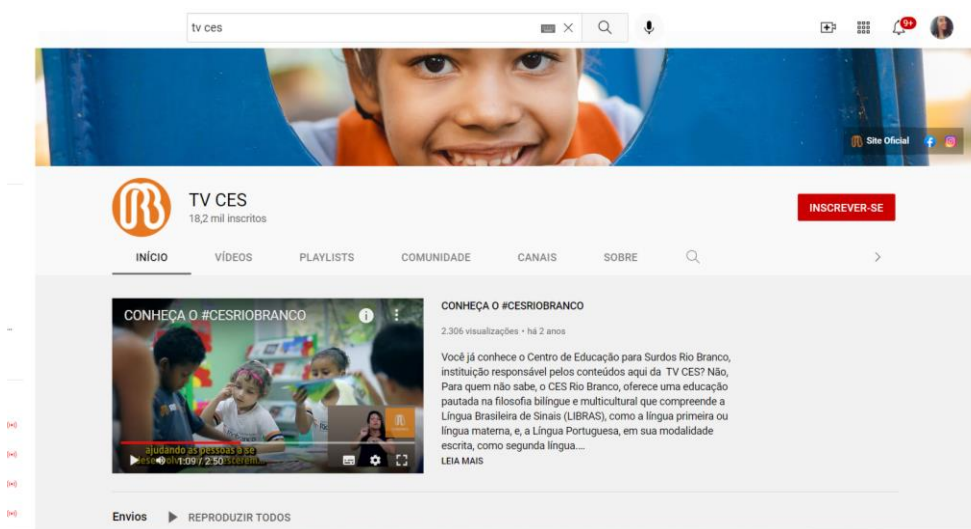 tv ces
9+
Site Oficial
TV CES
18,2 mil inscritos
INSCREVER-SE
INÍCIO VÍDEOS PLAYLISTS COMUNIDADE CANAIS SOBRE
CONHEÇA O #CESRIOBRANCO
ajudando as pessoas a se
1:09 / 2:50
CONHEÇA O #CESRIOBRANCO
2.306 visualizações • há 2 anos
Você já conhece o Centro de Educação para Surdos Rio Branco,
instituição responsável pelos conteúdos aqui da TV CES? Não,
Para quem não sabe, o CES Rio Branco, oferece uma educação
pautada na filosofia bilíngue e multicultural que compreende a
Língua Brasileira de Sinais (LIBRAS), como a língua primeira ou
língua materna, e, a Língua Portuguesa, em sua modalidade
escrita, como segunda língua....
LEIA MAIS
Envios REPRODUZIR TODOS